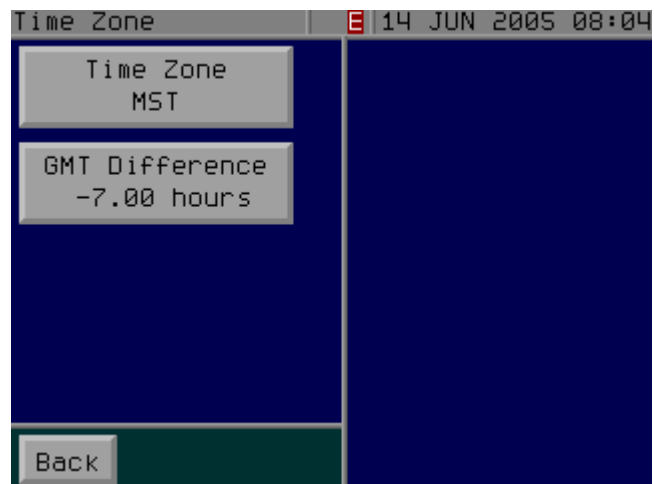 Time Zone E 14 JUN 2005 08:04
Time Zone
MST
GMT Difference
-7.00 hours
Back